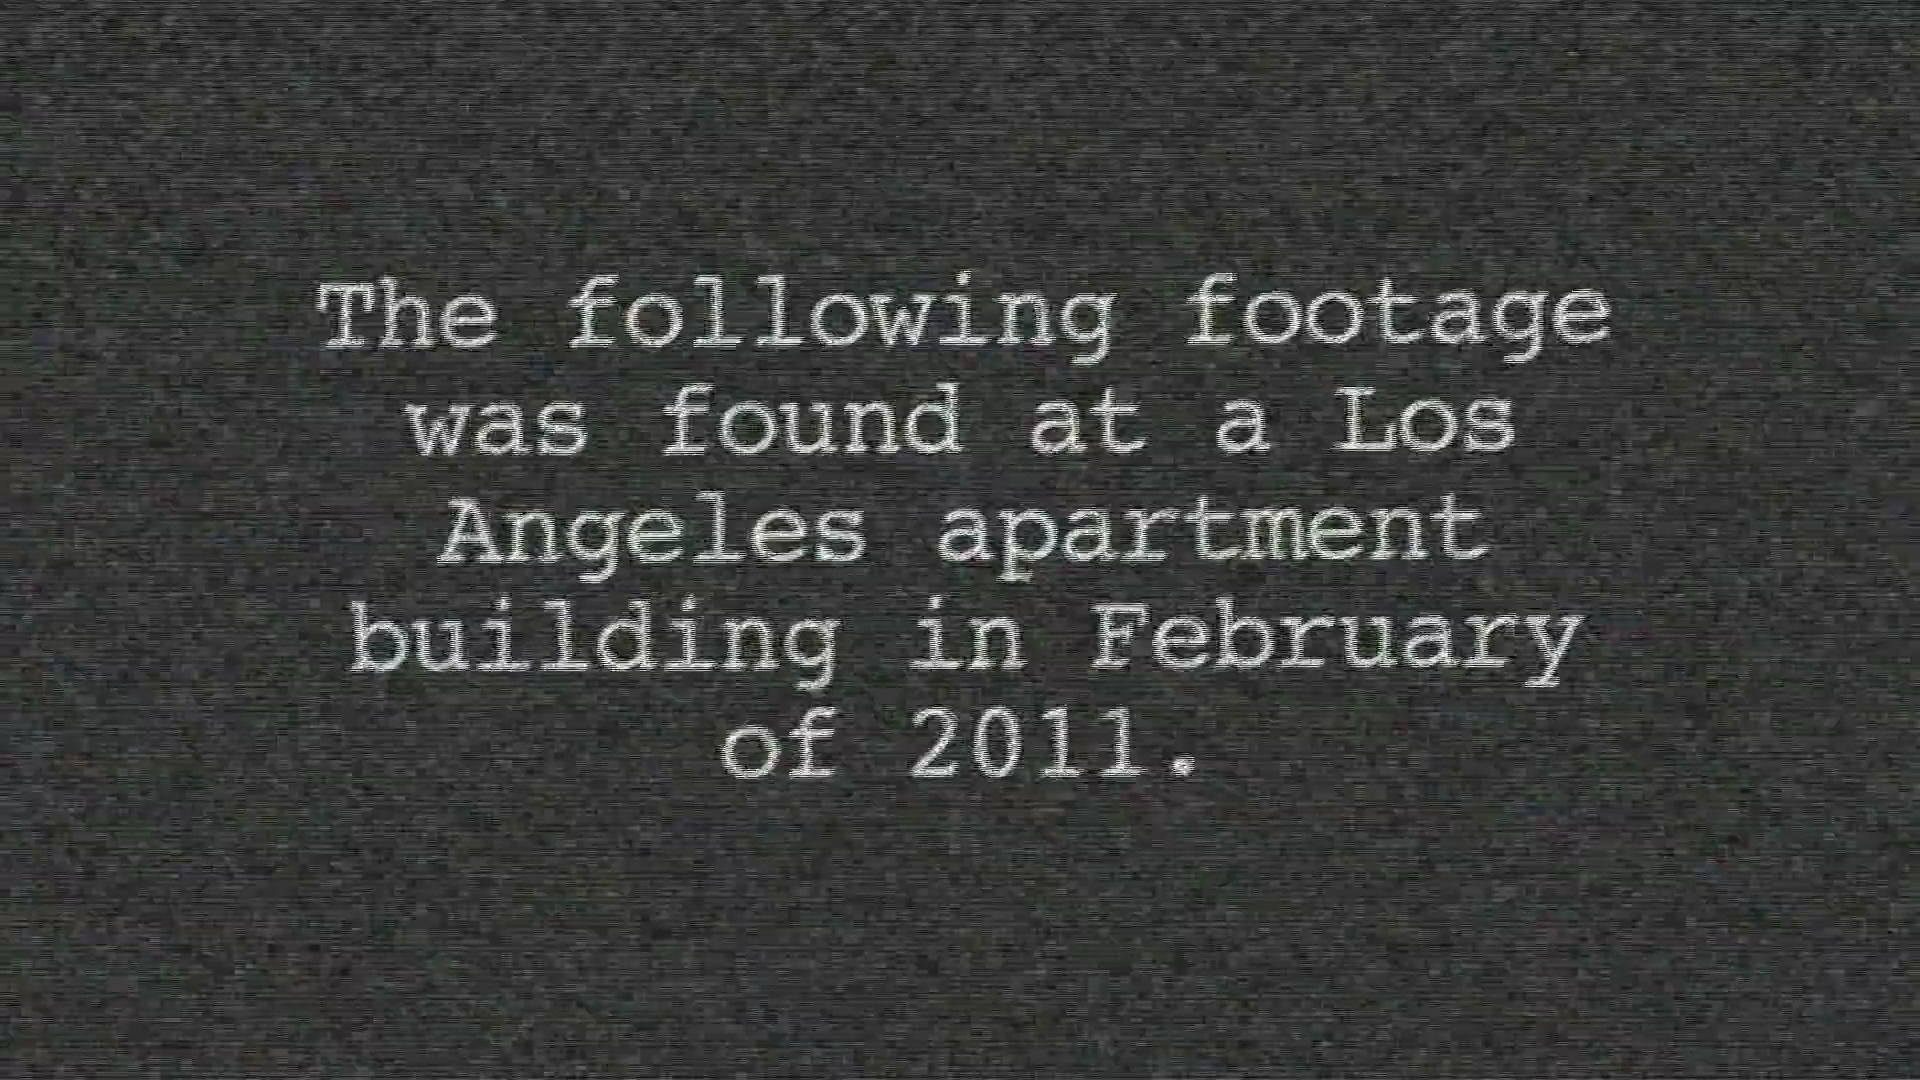 The following footage
was found at a Los
Angeles apartment
building in February
of 2011.